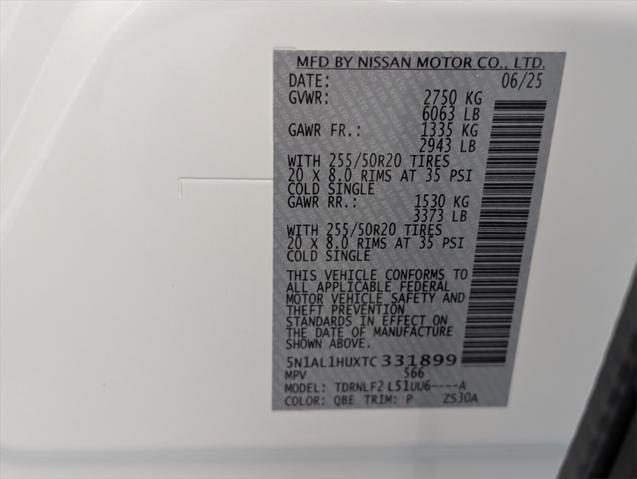 MFD BY NISSAN MOTOR CO., LTD.
DATE: 06/25
GVWR: 2750 KG
6063 LB
GAWR FR.: 1335 KG
2943 LB
WITH 255/50R20 TIRES
20 X 8.0 RIMS AT 35 PSI
COLD SINGLE
GAWR RR.: 1530 KG
3373 LB
WITH 255/50R20 TIRES
20 X 8.0 RIMS AT 35 PSI
COLD SINGLE
THIS VEHICLE CONFORMS TO
ALL APPLICABLE FEDERAL
MOTOR VEHICLE SAFETY AND
THEFT PREVENTION
STANDARDS IN EFFECT ON
THE DATE OF MANUFACTURE
SHOWN ABOVE.
5N1AL1HUXTC331899
MPV 566
MODEL: TDRNLF2 L51UU6----A
COLOR: QBE TRIM: P ZS30A